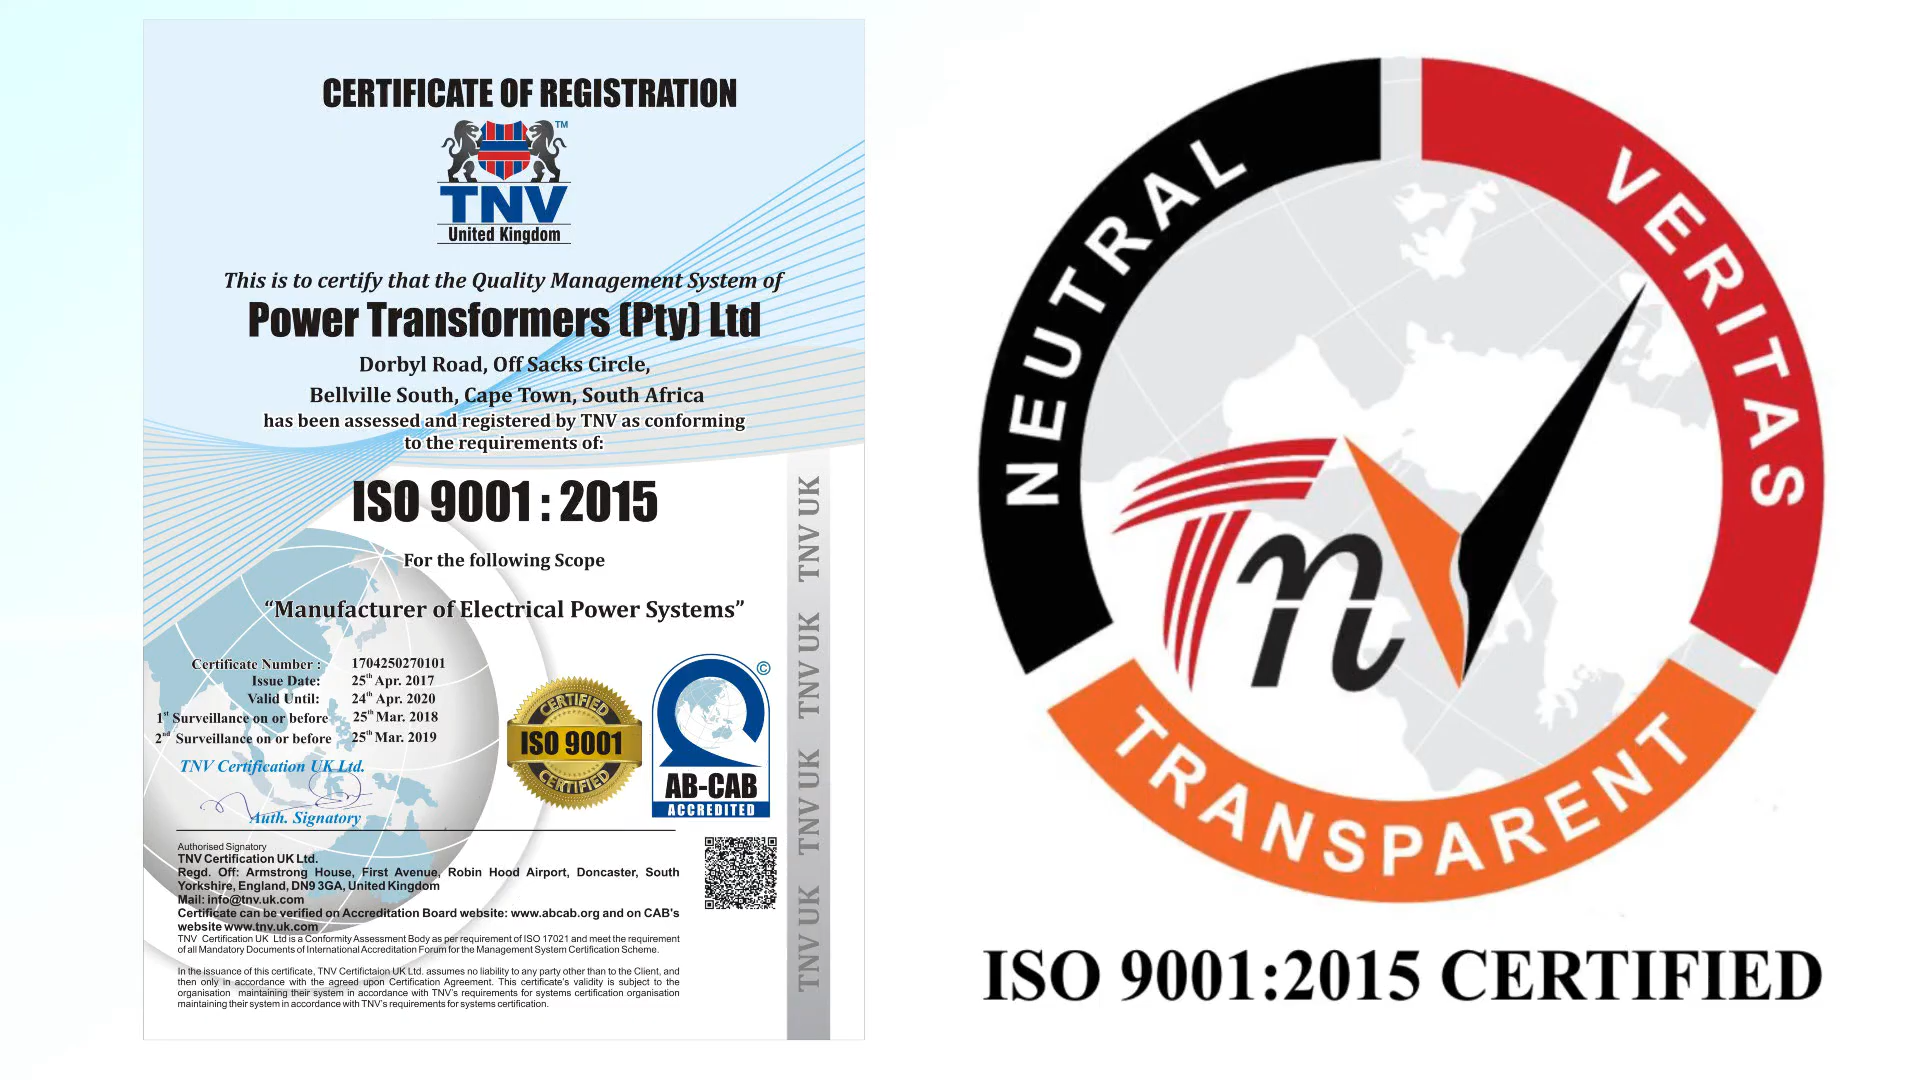 CERTIFICATE OF REGISTRATION
TM
TNV
United Kingdom
This is to certify that the Quality Management System of
Power Transformers (Pty) Ltd
Dorbyl Road, Off Sacks Circle,
Bellville South, Cape Town, South Africa
has been assessed and registered by TNV as conforming
to the requirements of:
ISO 9001 : 2015
For the following Scope
“Manufacturer of Electrical Power Systems”
Certificate Number : 1704250270101
Issue Date: 25th Apr. 2017
Valid Until: 24th Apr. 2020
1st Surveillance on or before 25th Mar. 2018
2nd Surveillance on or before 25th Mar. 2019
TNV Certification UK Ltd.
Auth. Signatory
CERTIFIED
ISO 9001
CERTIFIED
©
AB-CAB
ACCREDITED
Authorised Signatory
TNV Certification UK Ltd.
Regd. Off: Armstrong House, First Avenue, Robin Hood Airport, Doncaster, South
Yorkshire, England, DN9 3GA, United Kingdom
Mail: info@tnv.uk.com
Certificate can be verified on Accreditation Board website: www.abcab.org and on CAB's
website www.tnv.uk.com
TNV Certification UK Ltd is a Conformity Assessment Body as per requirement of ISO 17021 and meet the requirement
of all Mandatory Documents of International Accreditation Forum for the Management System Certification Scheme.
In the issuance of this certificate, TNV Certifictaion UK Ltd. assumes no liability to any party other than to the Client, and
then only in accordance with the agreed upon Certification Agreement. This certificate's validity is subject to the
organisation maintaining their system in accordance with TNV's requirements for systems certification organisation
maintaining their system in accordance with TNV's requirements for systems certification.
TNV UK TNV UK TNV UK TNV UK
NEUTRAL
VERITAS
TRANSPARENT
TnV
ISO 9001:2015 CERTIFIED